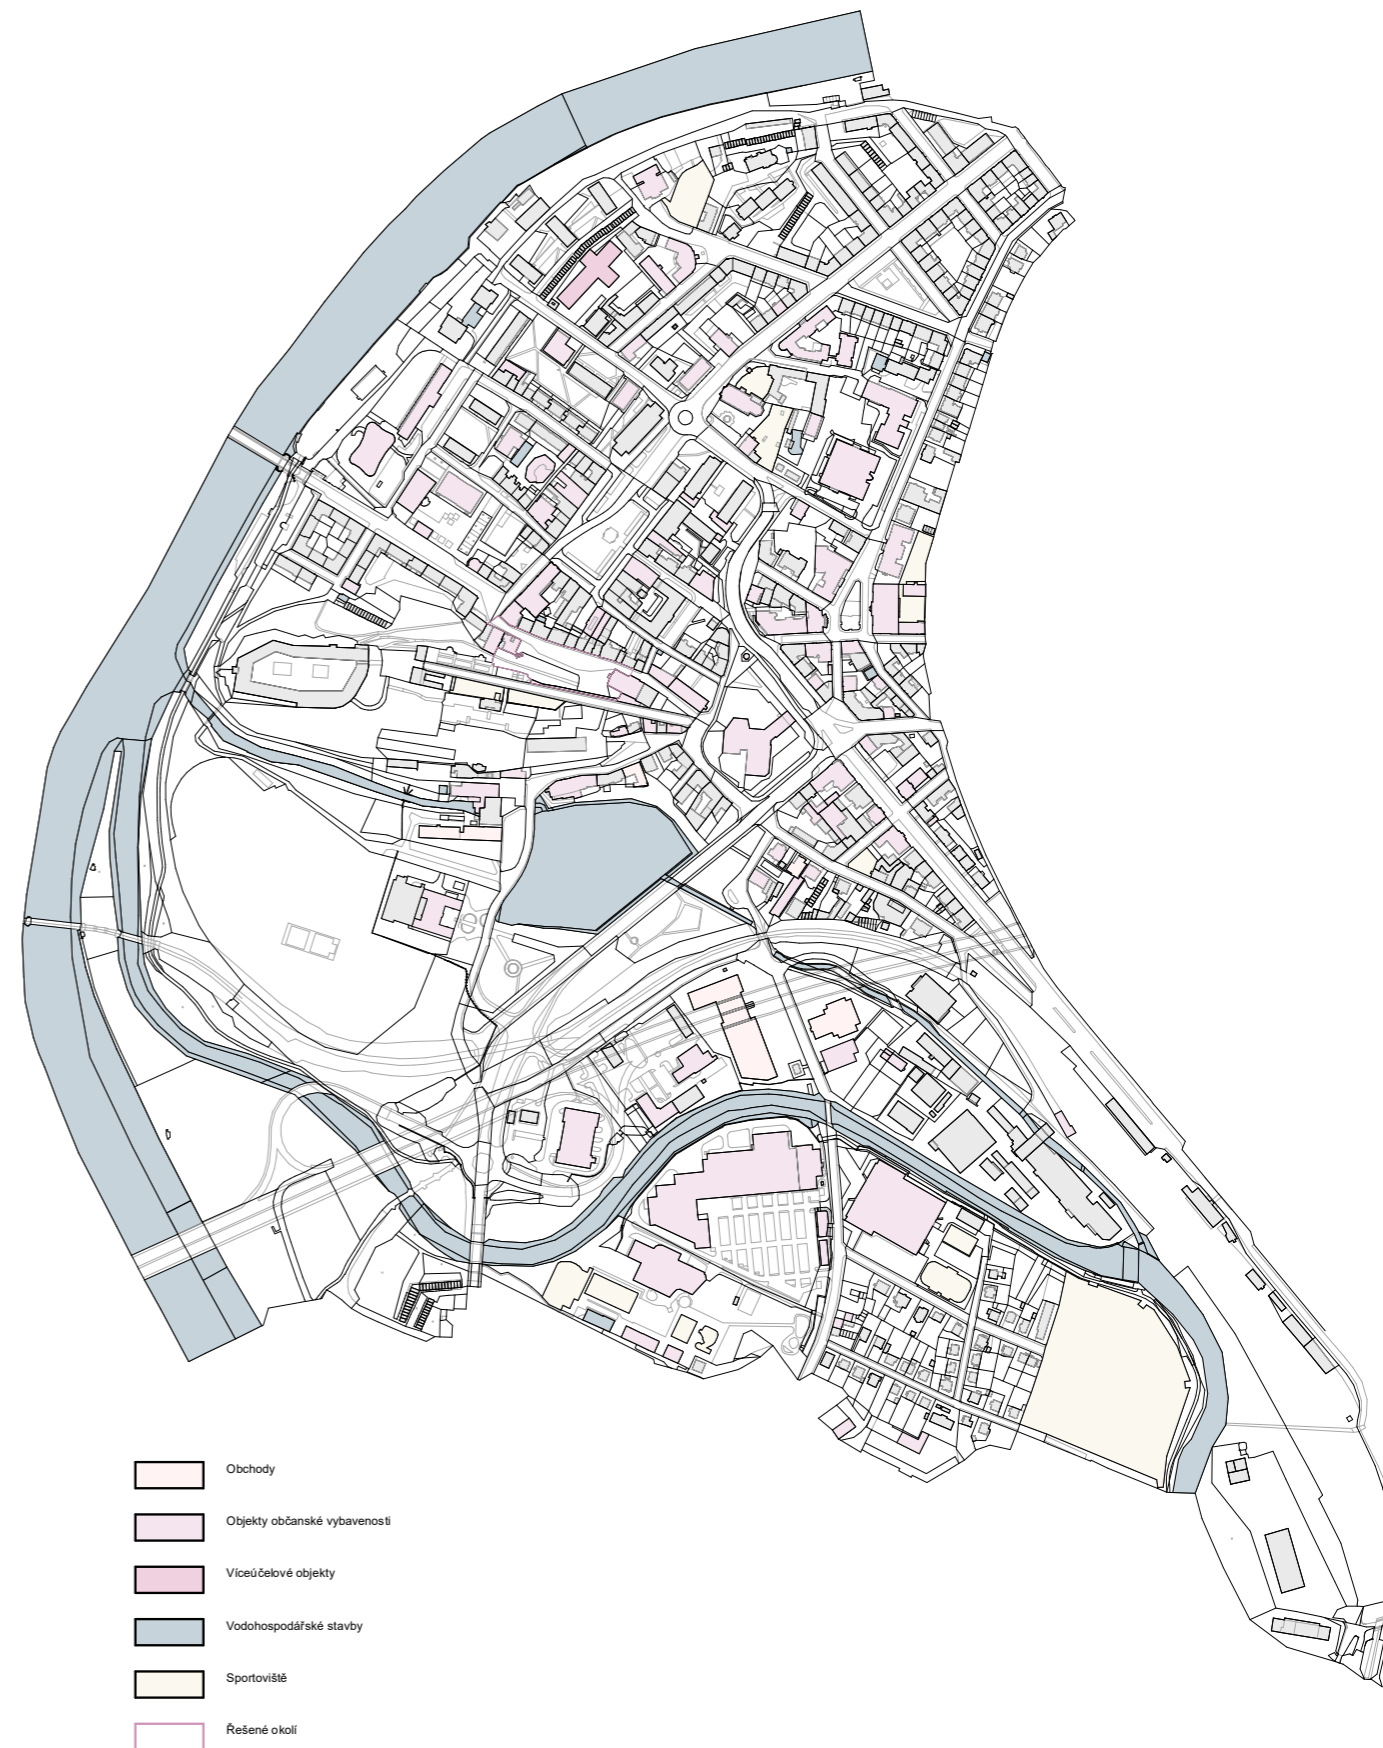 Obchody
Objekty občanské vybavenosti
Víceúčelové objekty
Vodohospodářské stavby
Sportoviště
Řešené okolí